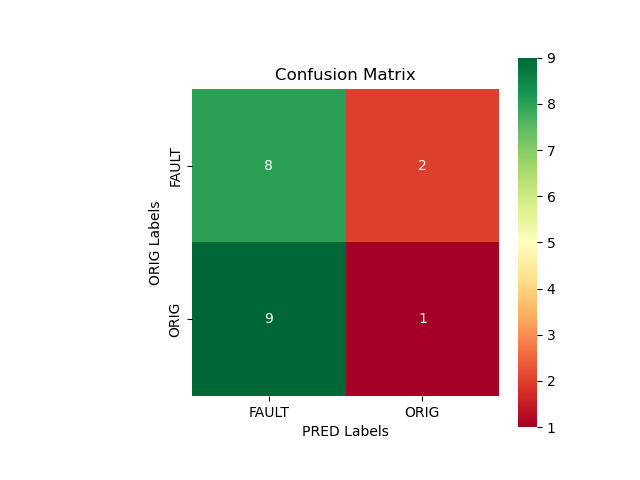 Confusion Matrix
ORIG Labels
FAULT
ORIG
8
2
9
1
FAULT
ORIG
PRED Labels
9
8
7
6
5
4
3
2
1